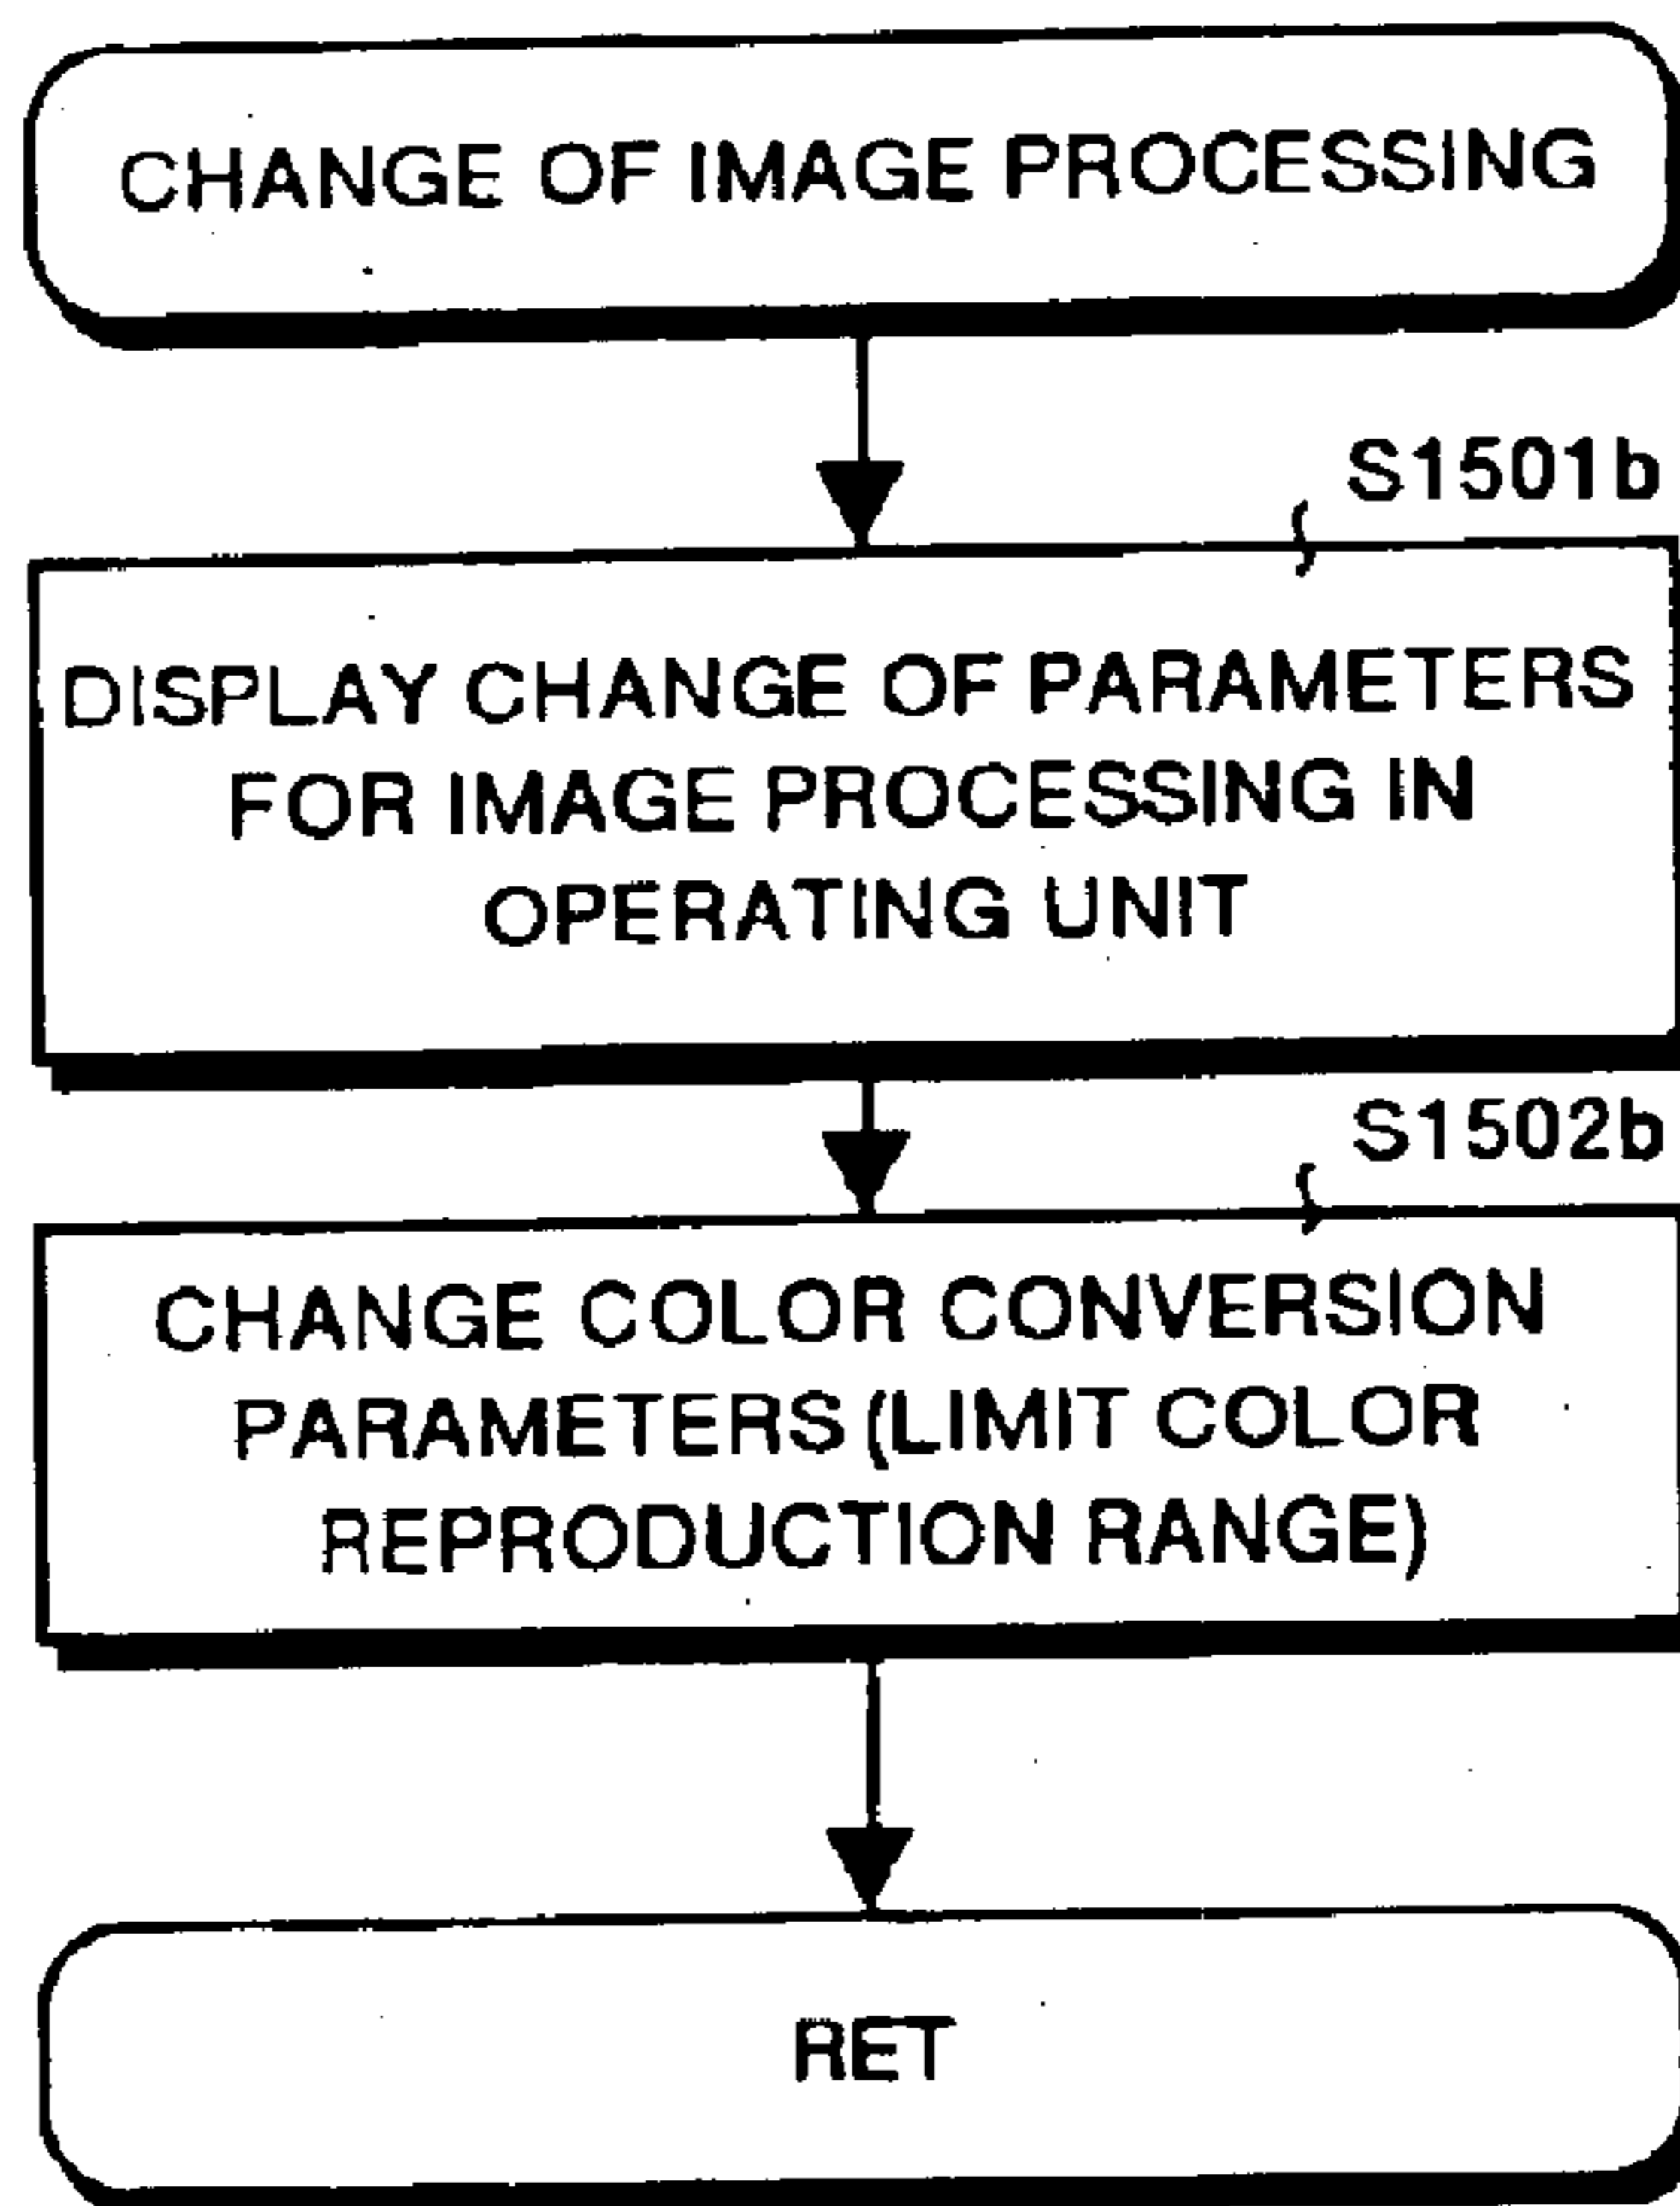 CHANGE OF IMAGE PROCESSING
S1501b
DISPLAY CHANGE OF PARAMETERS
FOR IMAGE PROCESSING IN
OPERATING UNIT
S1502b
CHANGE COLOR CONVERSION
PARAMETERS (LIMIT COLOR
REPRODUCTION RANGE)
RET